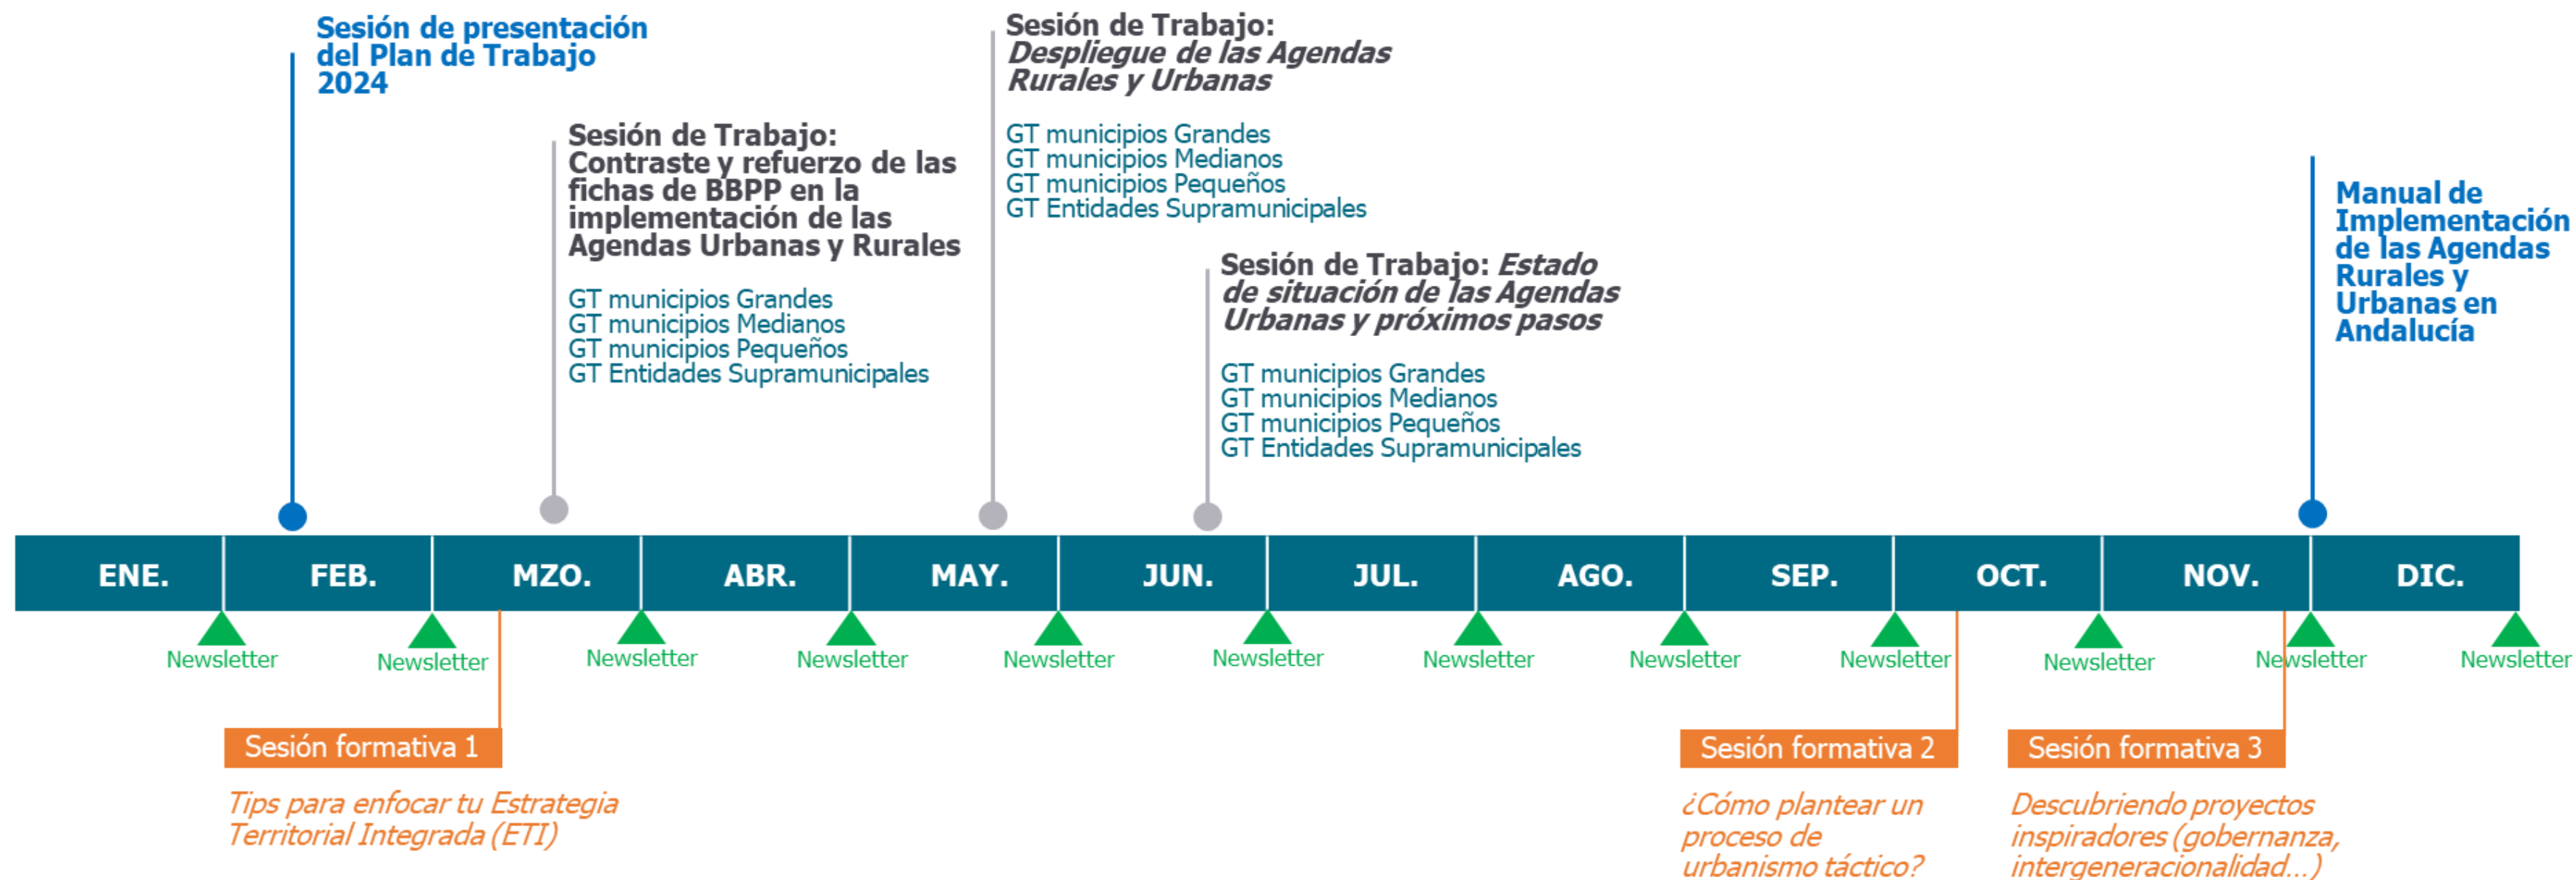 Sesión de presentación
del Plan de Trabajo
2024
Sesión de Trabajo:
Contraste y refuerzo de las
fichas de BBPP en la
implementación de las
Agendas Urbanas y Rurales
GT municipios Grandes
GT municipios Medianos
GT municipios Pequeños
GT Entidades Supramunicipales
Sesión de Trabajo:
Despliegue de las Agendas
Rurales y Urbanas
GT municipios Grandes
GT municipios Medianos
GT municipios Pequeños
GT Entidades Supramunicipales
Sesión de Trabajo: Estado
de situación de las Agendas
Urbanas y próximos pasos
GT municipios Grandes
GT municipios Medianos
GT municipios Pequeños
GT Entidades Supramunicipales
Manual de
Implementación
de las Agendas
Rurales y
Urbanas en
Andalucía
ENE.
FEB.
MZO.
ABR.
MAY.
JUN.
JUL.
AGO.
SEP.
OCT.
NOV.
DIC.
Newsletter
Newsletter
Newsletter
Newsletter
Newsletter
Newsletter
Newsletter
Newsletter
Newsletter
Newsletter
Newsletter
Newsletter
Sesión formativa 1
Tips para enfocar tu Estrategia
Territorial Integrada (ETI)
Sesión formativa 2
¿Cómo plantear un
proceso de
urbanismo táctico?
Sesión formativa 3
Descubriendo proyectos
inspiradores (gobernanza,
intergeneracionalidad...)